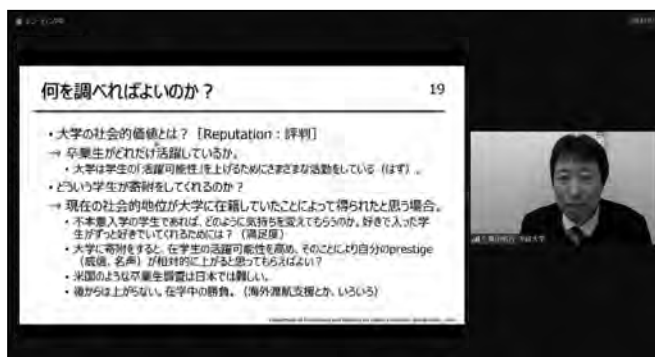 何を調べればよいのか？
19
・大学の社会的価値とは？ [Reputation：評判]
→ 卒業生がどれだけ活躍しているか。
・大学は学生の「活躍可能性」を上げるためにさまざまな活動をしている（はず）。
・どういう学生が寄附をしてくれるのか？
→ 現在の社会的地位が大学に在籍していたことによって得られたと思う場合。
・不本意入学の学生であれば、どのように気持ちを変えてもらうのか。好きで入った学
生がずっと好きでいてくれるためには？（満足度）
・大学に寄附をすると、在学生の活躍可能性を高め、そのことにより自分のprestige
（威信、名声）が相対的に上がると思ってもらえばよい？
・米国のような卒業生調査は日本では難しい。
・後からは上がらない。在学中の勝負。（海外渡航支援とか、いろいろ）